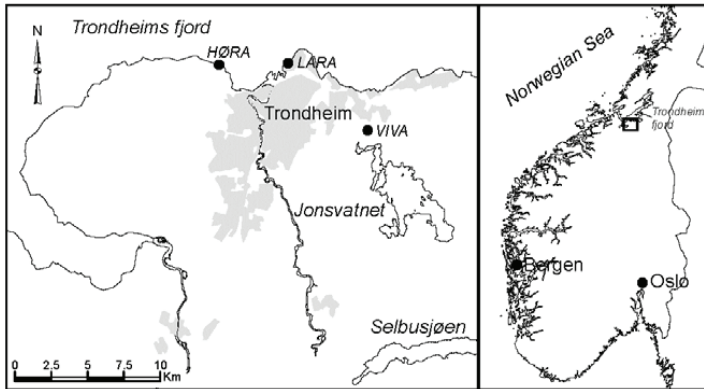 Trondheims fjord
N
HØRA
LARA
Trondheim
VIVA
Jonsvatnet
Selbusjøen
0 2.5 5 7.5 10
Km
Norwegian Sea
Trondheims
fjord
Bergen
Oslo